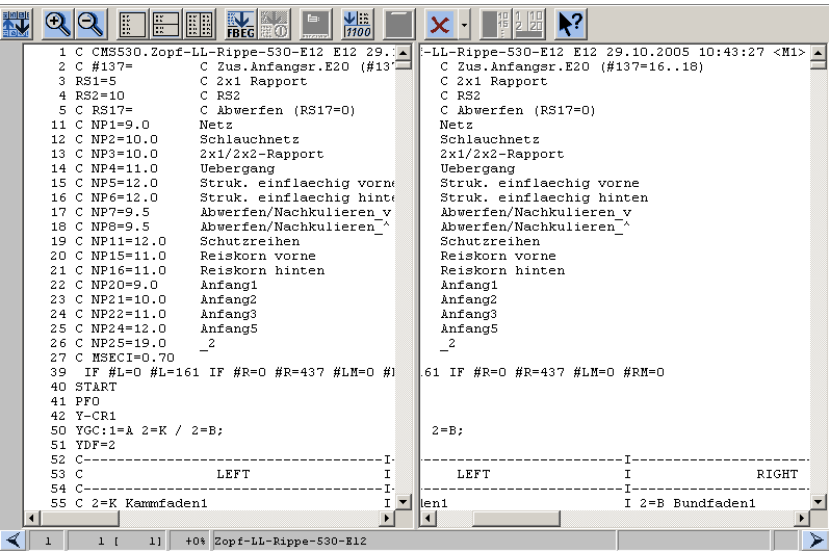 FBEG
1100
10 1 10
15 2 20
1 C CMS530.Zopf-LL-Rippe-530-E12 E12 29.
2 C #137= C Zus.Anfangsr.E20 (#137
3 RS1=5 C 2x1 Rapport
4 RS2=10 C RS2
5 C RS17= C Abwerfen (RS17=0)
11 C NP1=9.0 Netz
12 C NP2=10.0 Schlauchnetz
13 C NP3=10.0 2x1/2x2-Rapport
14 C NP4=11.0 Uebergang
15 C NP5=12.0 Struk. einflaechig vorne
16 C NP6=12.0 Struk. einflaechig hinte
17 C NP7=9.5 Abwerfen/Nachkulieren_v
18 C NP8=9.5 Abwerfen/Nachkulieren_^
19 C NP11=12.0 Schutzreihen
20 C NP15=11.0 Reiskorn vorne
21 C NP16=11.0 Reiskorn hinten
22 C NP20=9.0 Anfang1
23 C NP21=10.0 Anfang2
24 C NP22=11.0 Anfang3
25 C NP24=12.0 Anfang5
26 C NP25=19.0 _2
27 C MSECI=0.70
39 IF #L=0 #L=161 IF #R=0 #R=437 #LM=0 #
40 START
41 PF0
42 Y-CR1
50 YGC:1=A 2=K / 2=B;
51 YDF=2
52 C----------------------------------------I-
53 C LEFT I
54 C----------------------------------------I-
55 C 2=K Kammfaden1 I
-LL-Rippe-530-E12 E12 29.10.2005 10:43:27 <M1>
C Zus.Anfangsr.E20 (#137=16..18)
C 2x1 Rapport
C RS2
C Abwerfen (RS17=0)
Netz
Schlauchnetz
2x1/2x2-Rapport
Uebergang
Struk. einflaechig vorne
Struk. einflaechig hinten
Abwerfen/Nachkulieren_v
Abwerfen/Nachkulieren_^
Schutzreihen
Reiskorn vorne
Reiskorn hinten
Anfang1
Anfang2
Anfang3
Anfang5
_2
61 IF #R=0 #R=437 #LM=0 #RM=0
2=B;
---------------------------I------------------------
LEFT I RIGHT
---------------------------I------------------------
den1 I 2=B Bundfaden1
1 1 [ 1] +0% Zopf-LL-Rippe-530-E12